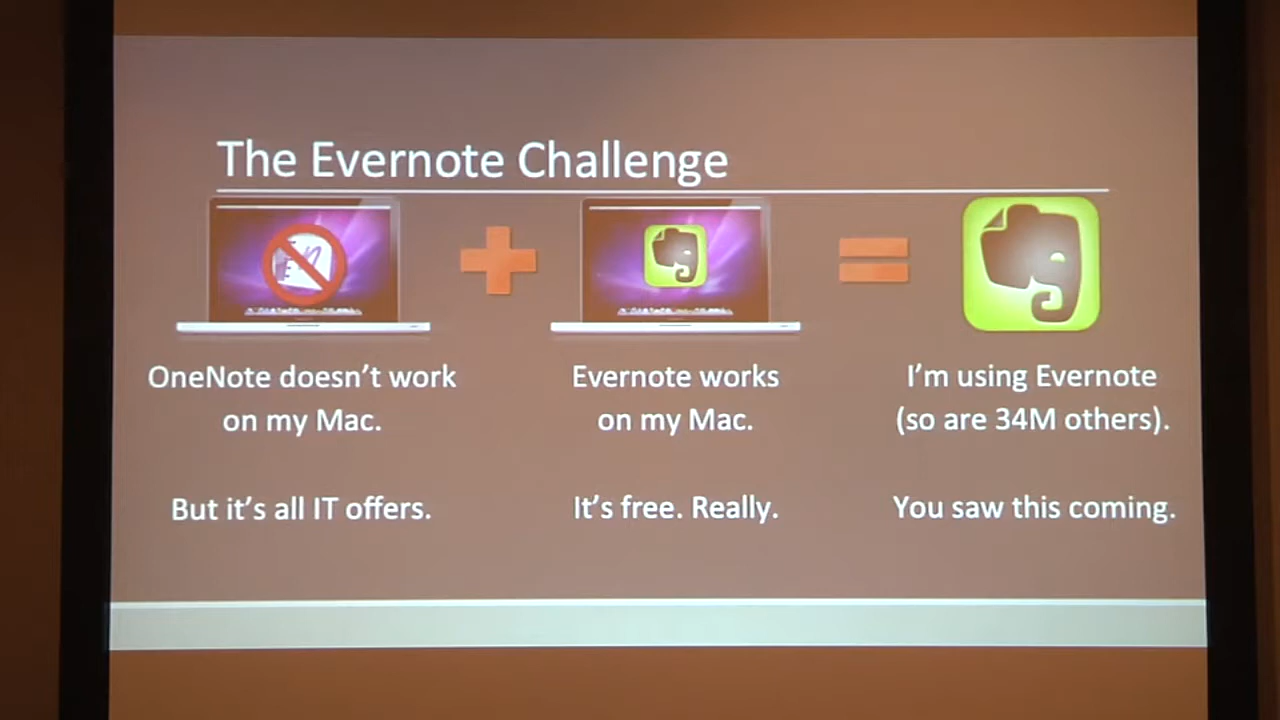 The Evernote Challenge
OneNote doesn't work
on my Mac.
But it's all IT offers.
Evernote works
on my Mac.
It's free. Really.
I'm using Evernote
(so are 34M others).
You saw this coming.